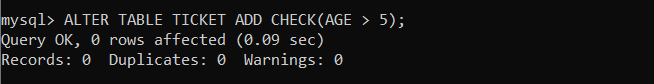 mysql> ALTER TABLE TICKET ADD CHECK(AGE > 5);
Query OK, 0 rows affected (0.09 sec)
Records: 0  Duplicates: 0  Warnings: 0